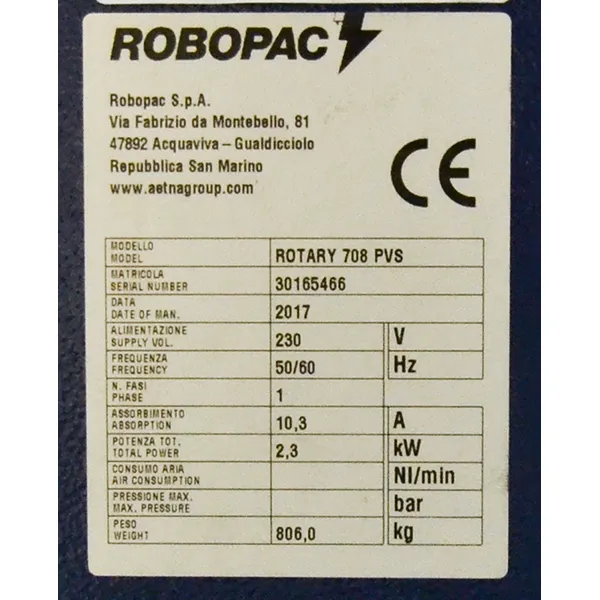 ROBOPAC
Robopac S.p.A.
Via Fabrizio da Montebello, 81
47892 Acquaviva – Gualdicciolo
Repubblica San Marino
www.aetnagroup.com
CE
MODELLO
MODEL
ROTARY 708 PVS
MATRICOLA
SERIAL NUMBER
30165466
DATA
DATE OF MAN.
2017
ALIMENTAZIONE
SUPPLY VOL.
230 V
FREQUENZA
FREQUENCY
50/60 Hz
N. FASI
PHASE
1
ASSORBIMENTO
ABSORPTION
10,3 A
POTENZA TOT.
TOTAL POWER
2,3 kW
CONSUMO ARIA
AIR CONSUMPTION
Nl/min
PRESSIONE MAX.
MAX. PRESSURE
bar
PESO
WEIGHT
806,0 kg